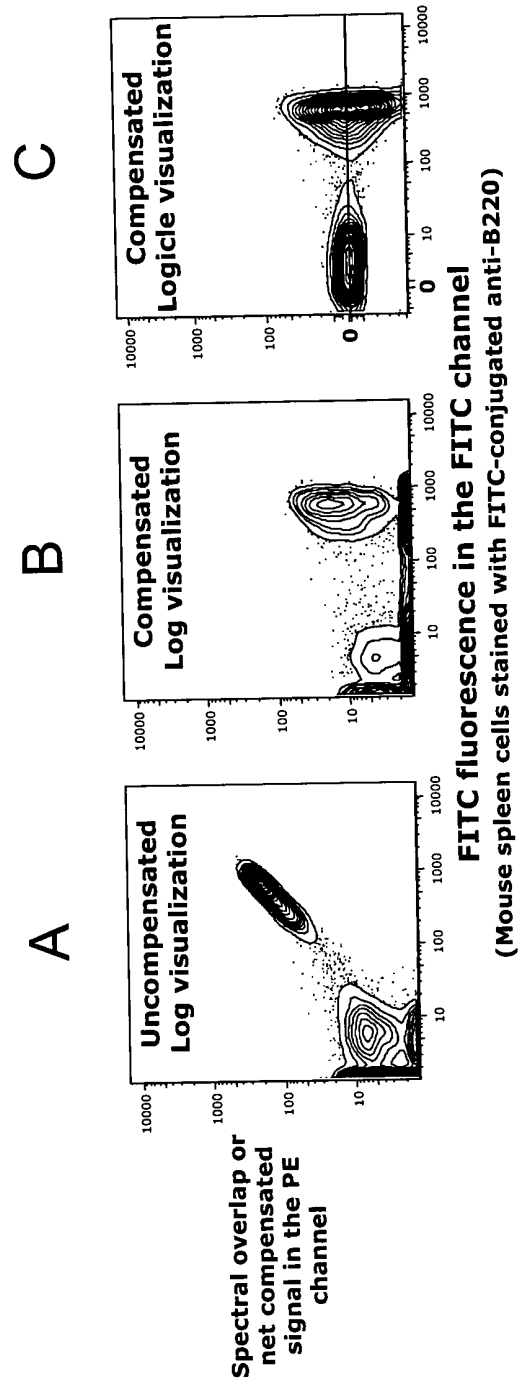 A
B
C
Spectral overlap or
net compensated
signal in the PE
channel
Uncompensated
Log visualization
10000
1000
100
10
10
100
1000
10000
Compensated
Log visualization
10000
1000
100
10
10
100
1000
10000
Compensated
Logicle visualization
10000
1000
100
10
0
0
10
100
1000
10000
FITC fluorescence in the FITC channel
(Mouse spleen cells stained with FITC-conjugated anti-B220)